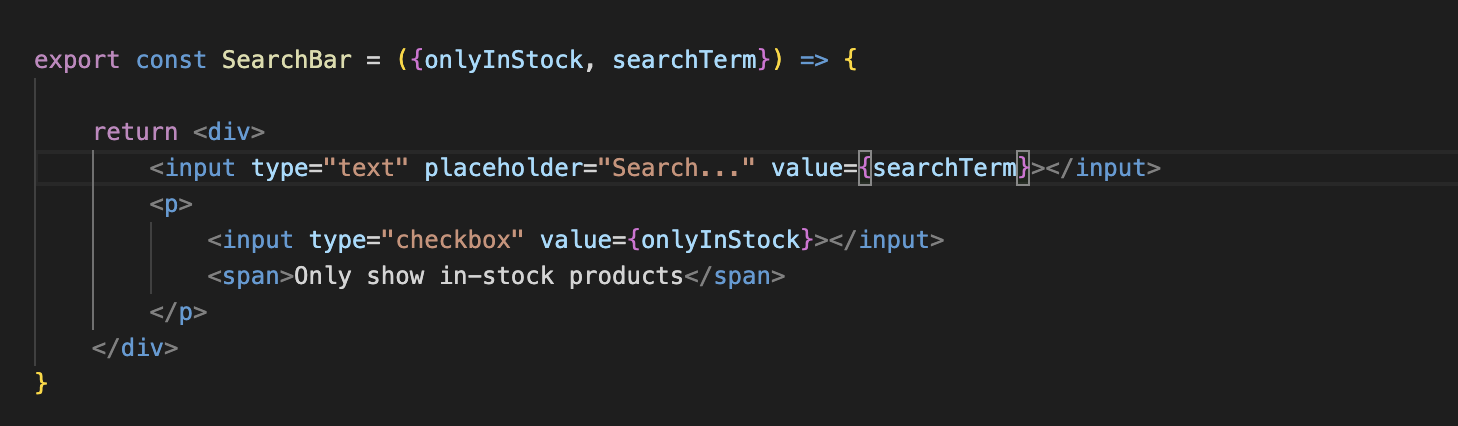 export const SearchBar = ({onlyInStock, searchTerm}) => {
return <div>
<input type="text" placeholder="Search..." value={searchTerm}></input>
<p>
<input type="checkbox" value={onlyInStock}></input>
<span>Only show in-stock products</span>
</p>
</div>
}